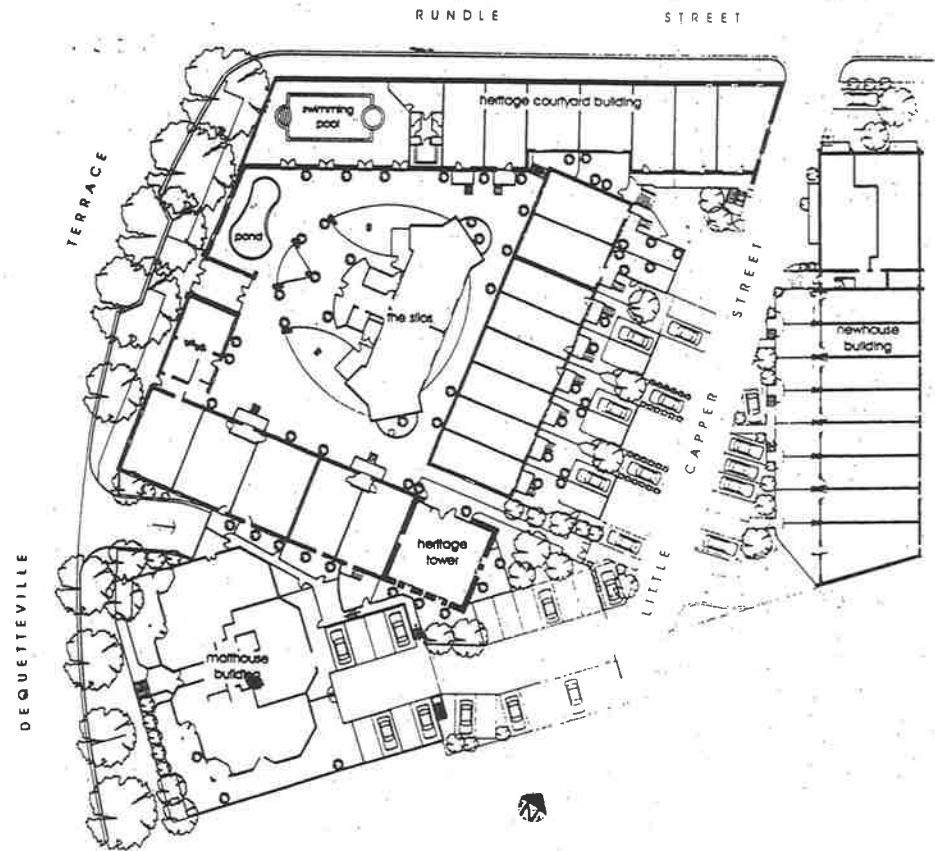 RUNDLE STREET
heritage courtyard building
swimming
pool
TERRACE
pond
STREET
the silos
newhouse
building
CAPPER
heritage
tower
LITTLE
DEQUETTEVILLE
malthouse
building